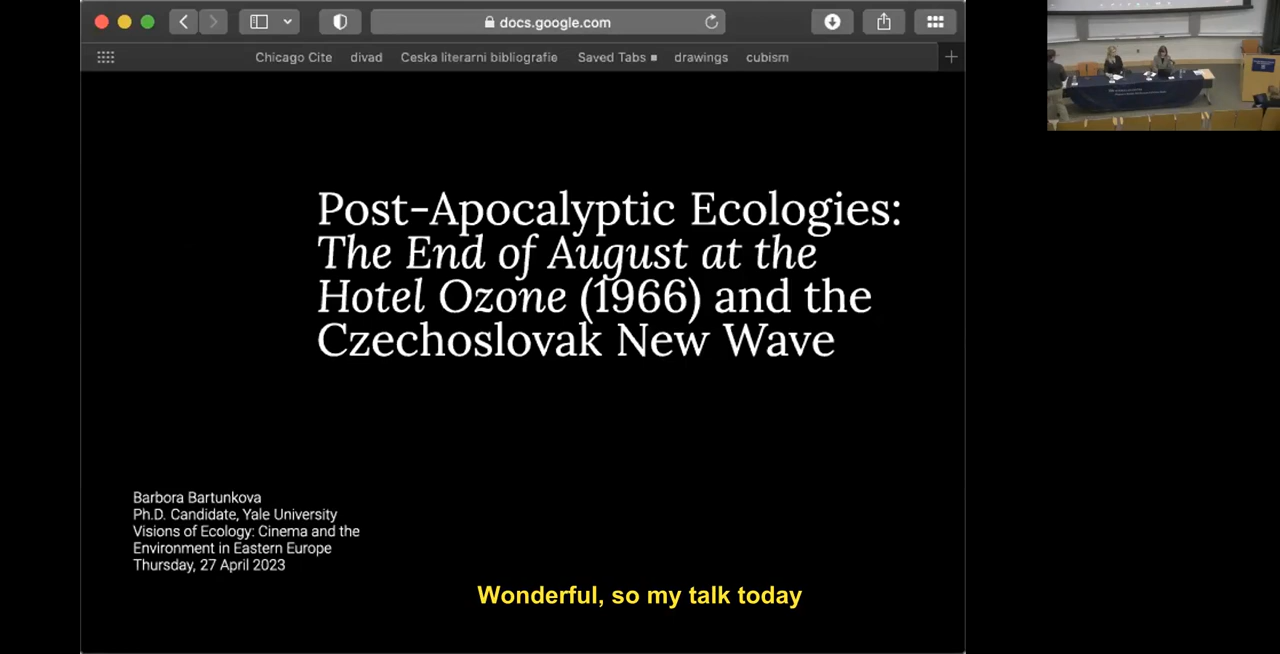 docs.google.com
Chicago Cite divad Ceska literarni bibliografie Saved Tabs drawings cubism
Post-Apocalyptic Ecologies:
The End of August at the
Hotel Ozone (1966) and the
Czechoslovak New Wave
Barbora Bartunkova
Ph.D. Candidate, Yale University
Visions of Ecology: Cinema and the
Environment in Eastern Europe
Thursday, 27 April 2023
Wonderful, so my talk today